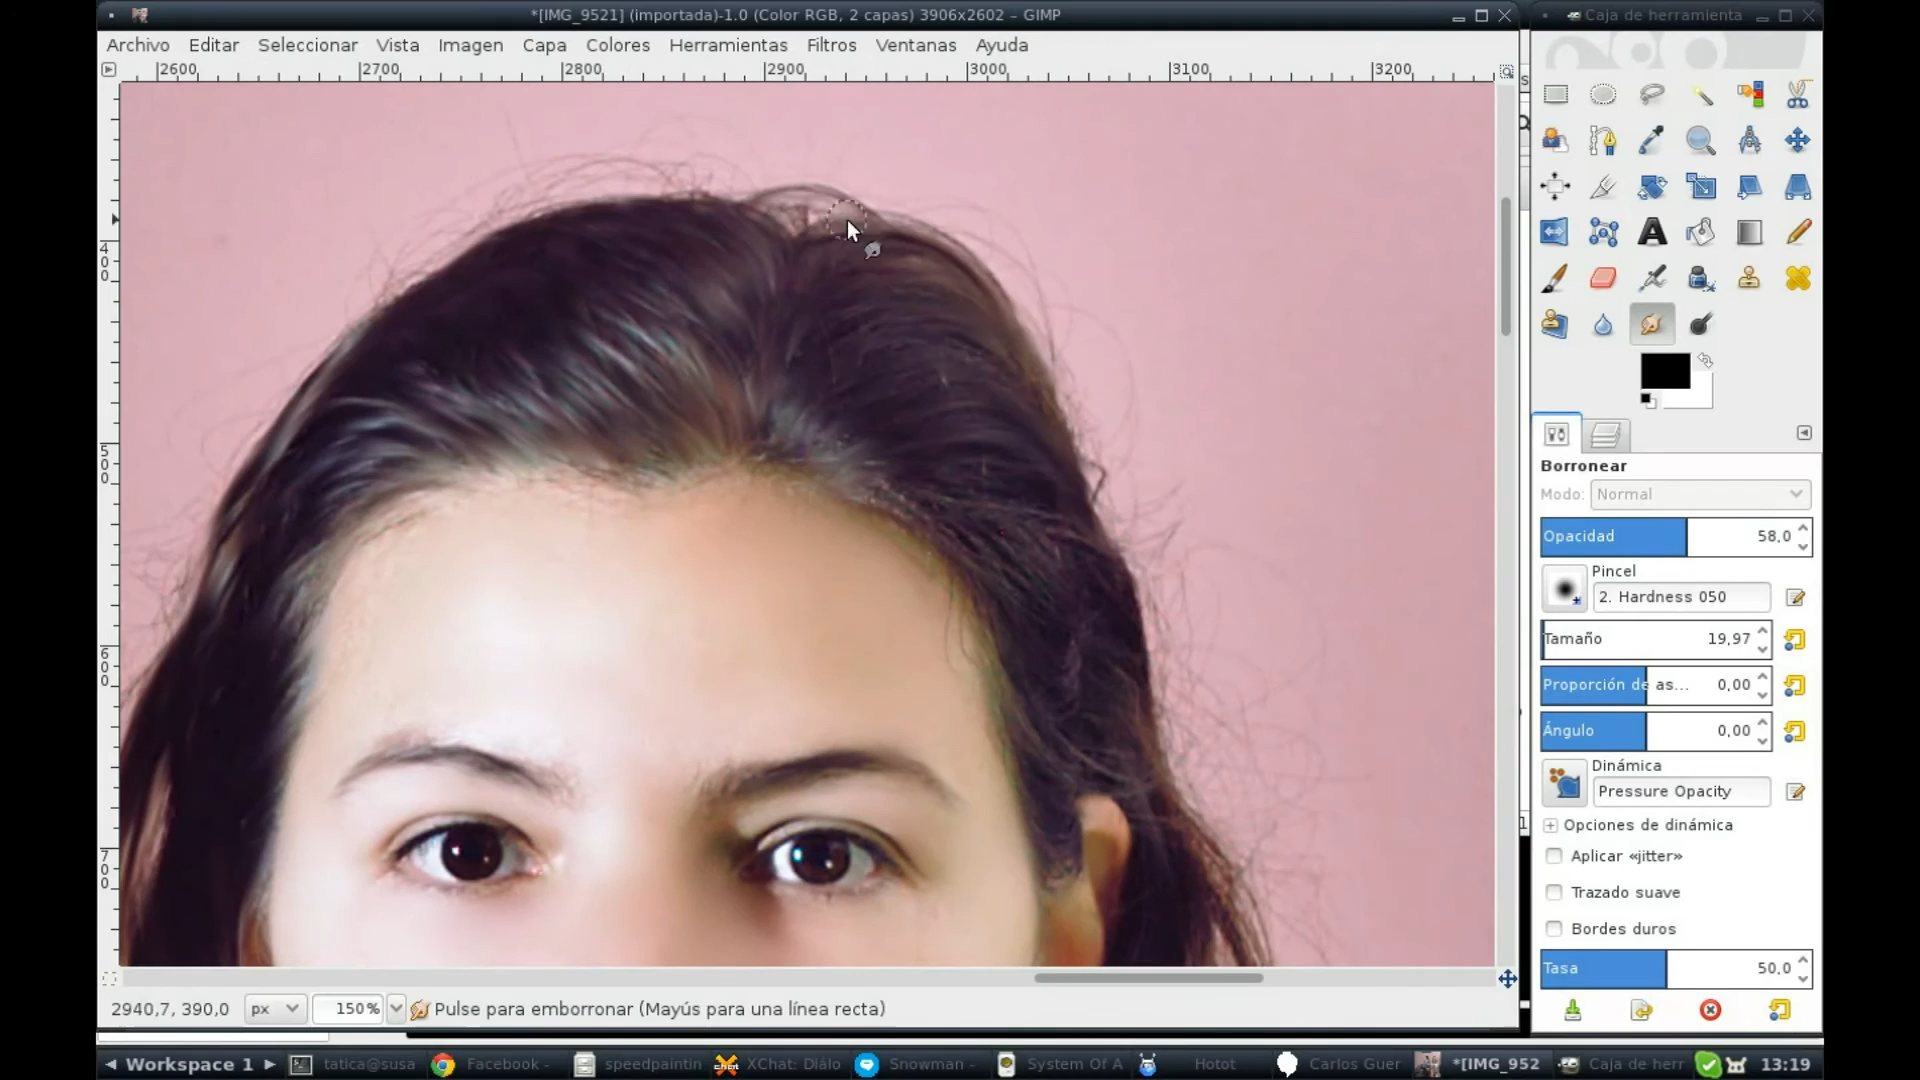 *[IMG_9521] (importada)-1.0 (Color RGB, 2 capas) 3906x2602 – GIMP
Caja de herramienta
Archivo Editar Seleccionar Vista Imagen Capa Colores Herramientas Filtros Ventanas Ayuda
2600 2700 2800 2900 3000 3100 3200
400
500
600
700
Borronear
Modo: Normal
Opacidad 58,0
Pincel
2. Hardness 050
Tamaño 19,97
Proporción de as... 0,00
Ángulo 0,00
Dinámica
Pressure Opacity
Opciones de dinámica
Aplicar «jitter»
Trazado suave
Bordes duros
Tasa 50,0
2940,7, 390,0 px 150% Pulse para emborronar (Mayús para una línea recta)
Workspace 1 tatica@susa Facebook - speedpaintin XChat: Diálo Snowman - System Of A Hotot Carlos Guer *[IMG_952 Caja de herr 13:19